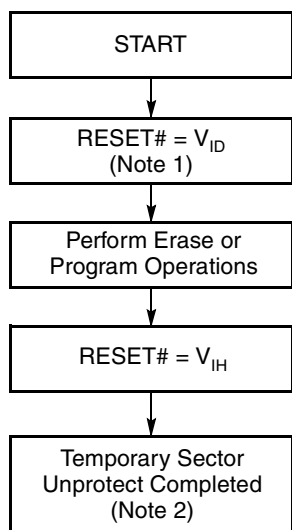 START
RESET# = VID
(Note 1)
Perform Erase or
Program Operations
RESET# = VIH
Temporary Sector
Unprotect Completed
(Note 2)